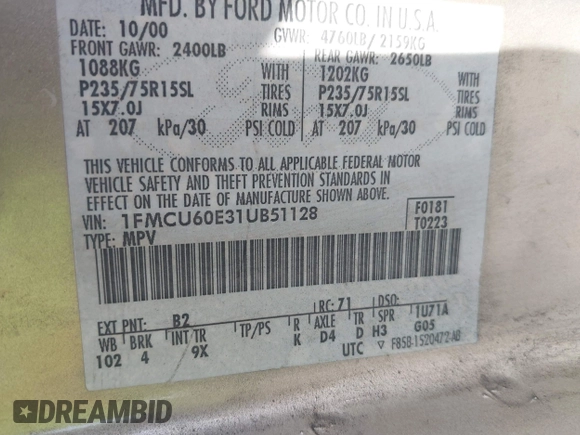 MFD. BY FORD MOTOR CO. IN U.S.A.
DATE: 10/00 GVWR: 4760LB/ 2159KG
FRONT GAWR: 2400LB REAR GAWR: 2650LB
1088KG 1202KG
P235/75R15SL TIRES P235/75R15SL TIRES
15X7.0J RIMS 15X7.0J RIMS
AT 207 kPa/30 PSI COLD AT 207 kPa/30 PSI COLD
THIS VEHICLE CONFORMS TO ALL APPLICABLE FEDERAL MOTOR
VEHICLE SAFETY AND THEFT PREVENTION STANDARDS IN
EFFECT ON THE DATE OF MANUFACTURE SHOWN ABOVE.
VIN: 1FMCU60E31UB51128 F0181
TYPE: MPV T0223
EXT PNT: B2 RC: 71 DSO:
WB BRK INT TR TP/PS R AXLE TR SPR 1U71A
102 4 9X K D4 D H3 G05
UTC ▽ F85B-1520472-AB
DREAMBID